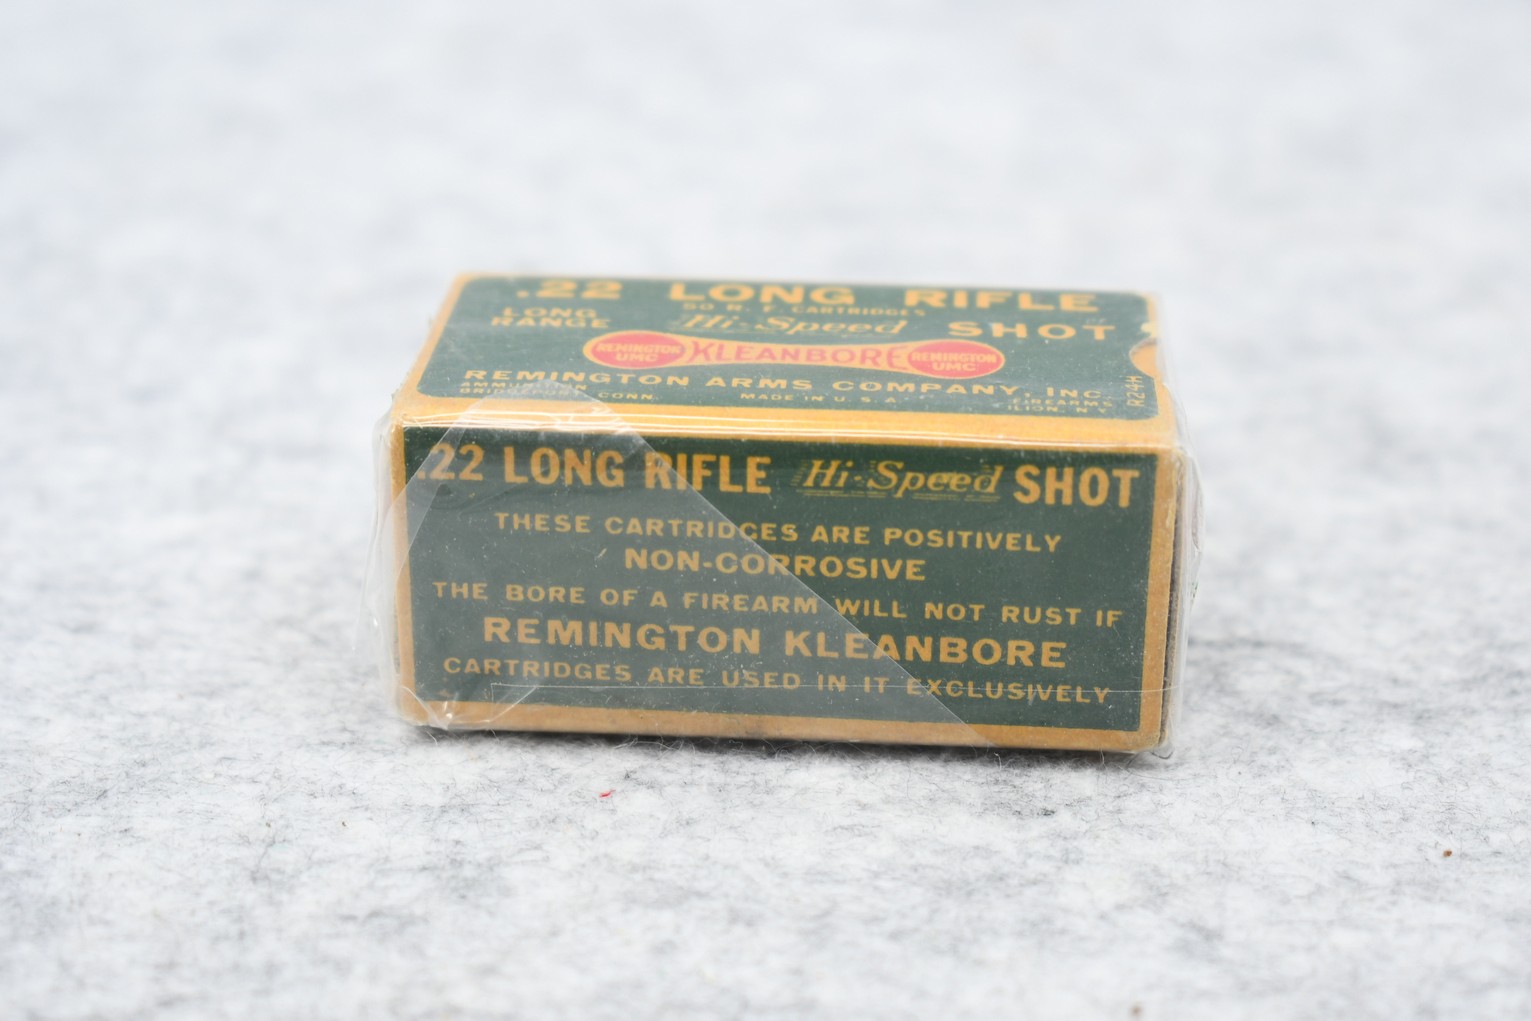 .22 LONG RIFLE
50 R. F. CARTRIDGES
LONG RANGE Hi-Speed SHOT
REMINGTON UMC KLEANBORE REMINGTON UMC
REMINGTON ARMS COMPANY, INC.
AMMUNITION FIREARMS
BRIDGEPORT, CONN. MADE IN U.S.A. ILION, N.Y.
R24H
.22 LONG RIFLE Hi-Speed SHOT
THESE CARTRIDGES ARE POSITIVELY
NON-CORROSIVE
THE BORE OF A FIREARM WILL NOT RUST IF
REMINGTON KLEANBORE
CARTRIDGES ARE USED IN IT EXCLUSIVELY